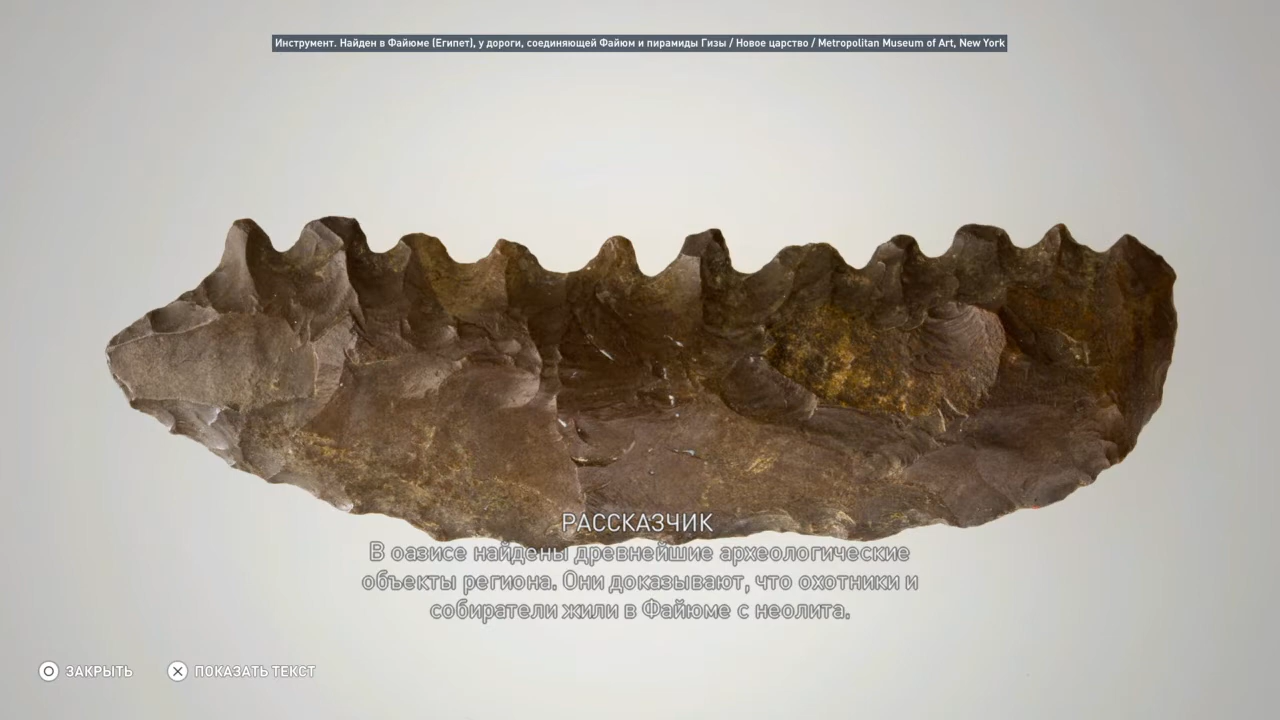 Инструмент. Найден в Файюме (Египет), у дороги, соединяющей Файюм и пирамиды Гизы / Новое царство / Metropolitan Museum of Art, New York
РАССКАЗЧИК
В оазисе найдены древнейшие археологические
объекты региона. Они доказывают, что охотники и
собиратели жили в Файюме с неолита.
ЗАКРЫТЬ
ПОКАЗАТЬ ТЕКСТ